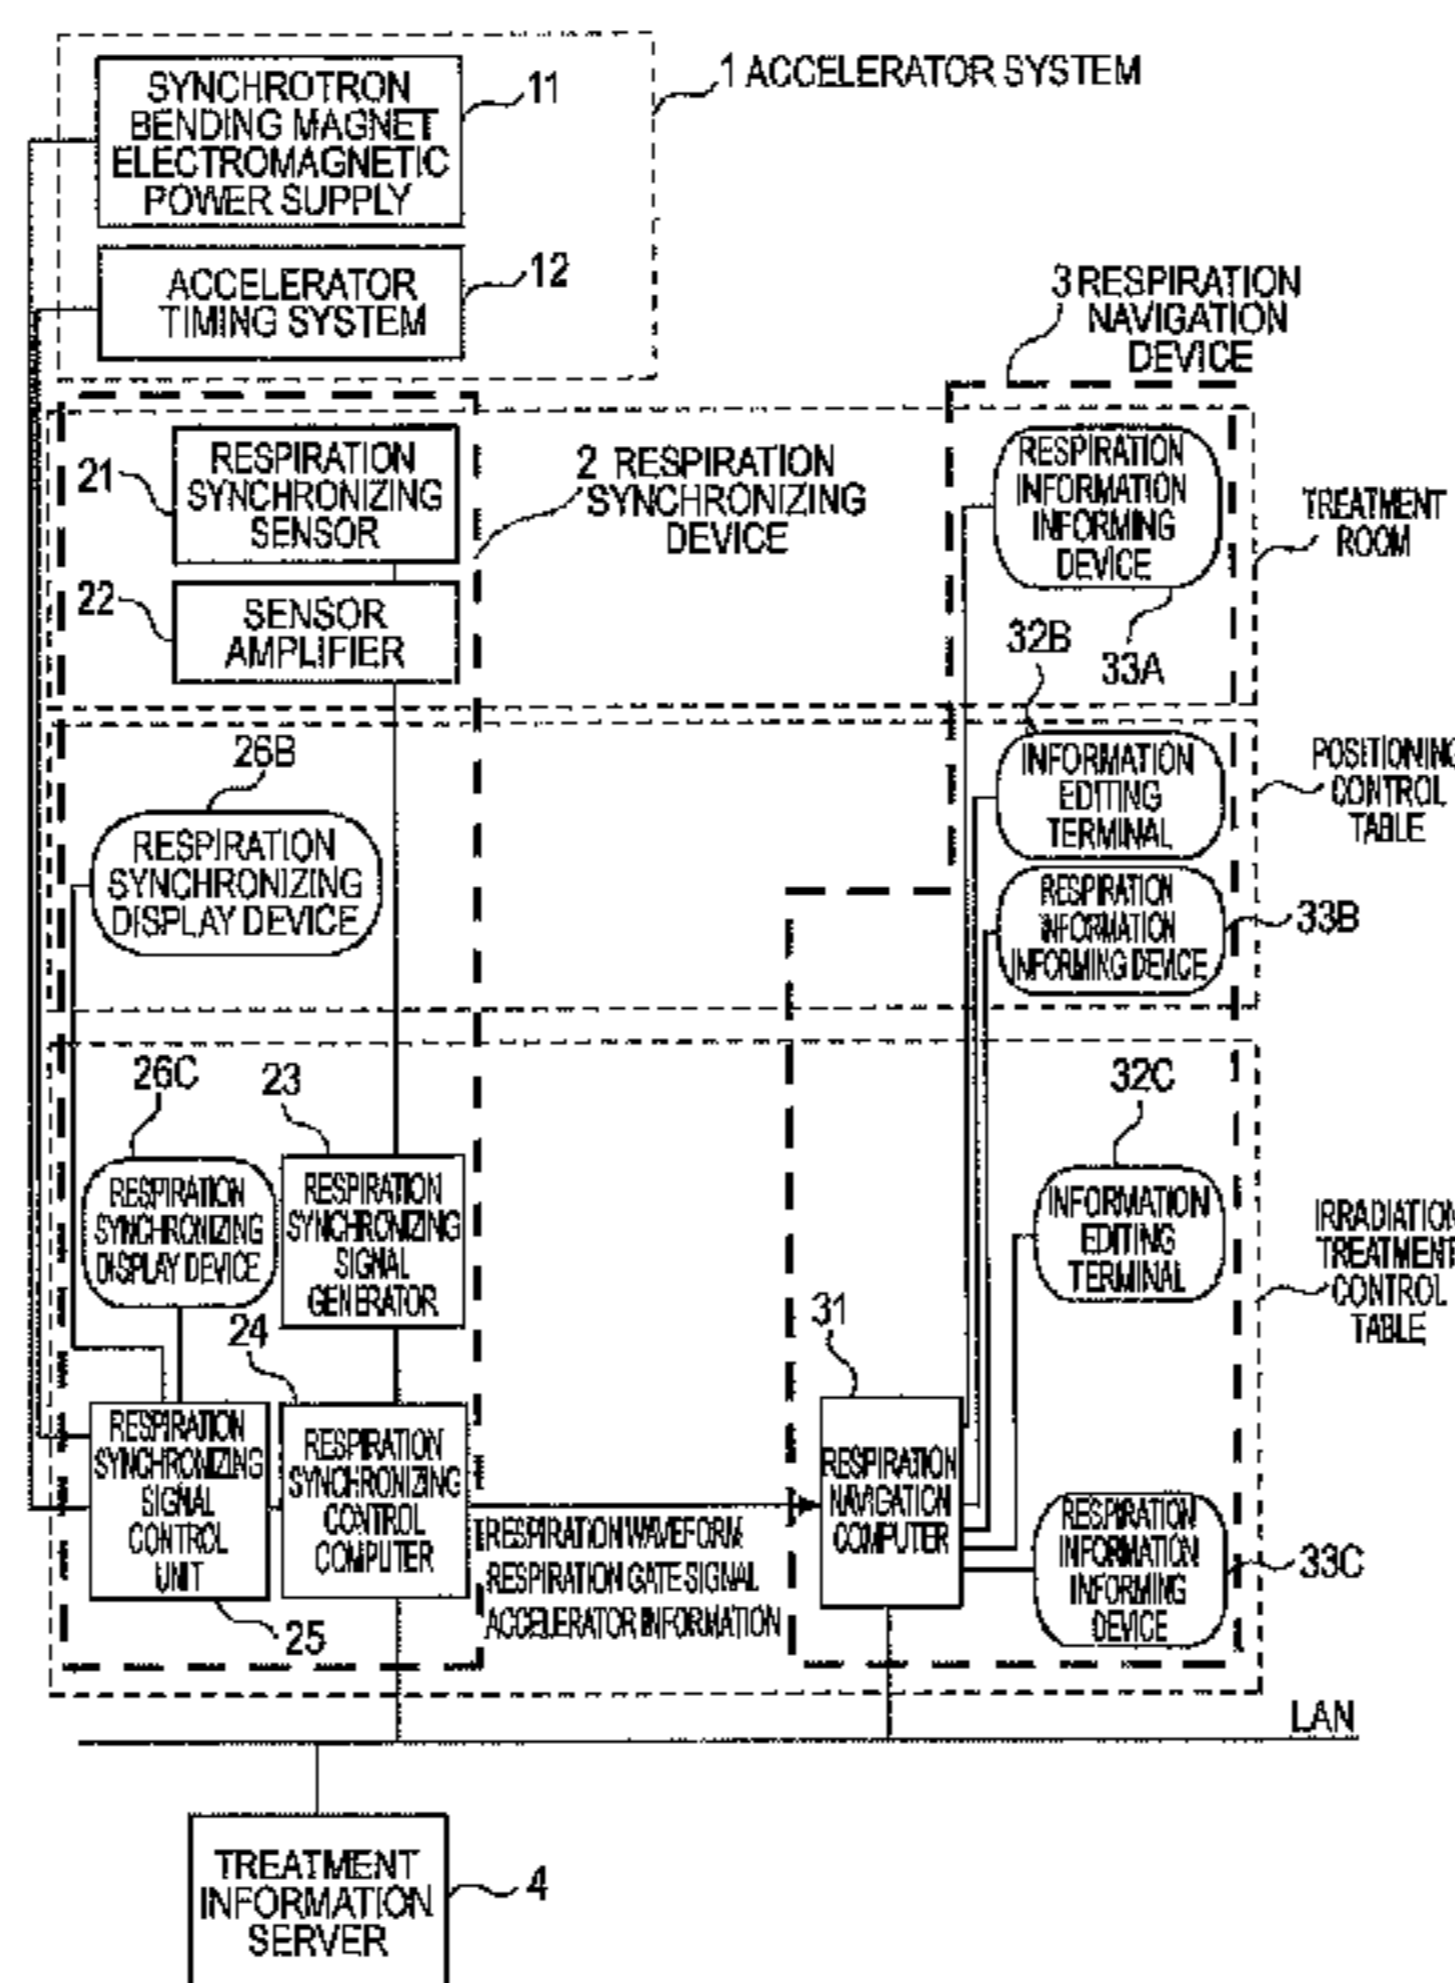 SYNCHROTRON
BENDING MAGNET
ELECTROMAGNETIC
POWER SUPPLY
11
1 ACCELERATOR SYSTEM
ACCELERATOR
TIMING SYSTEM
12
3 RESPIRATION
NAVIGATION
DEVICE
21
RESPIRATION
SYNCHRONIZING
SENSOR
2 RESPIRATION
SYNCHRONIZING
DEVICE
RESPIRATION
INFORMATION
INFORMING
DEVICE
TREATMENT
ROOM
22
SENSOR
AMPLIFIER
32B
33A
26B
RESPIRATION
SYNCHRONIZING
DISPLAY DEVICE
INFORMATION
EDITING
TERMINAL
POSITIONING
CONTROL
TABLE
RESPIRATION
INFORMATION
INFORMING DEVICE
33B
26C
23
32C
RESPIRATION
SYNCHRONIZING
DISPLAY DEVICE
RESPIRATION
SYNCHRONIZING
SIGNAL
GENERATOR
INFORMATION
EDITING
TERMINAL
IRRADIATION
TREATMENT
CONTROL
TABLE
24
31
RESPIRATION
SYNCHRONIZING
SIGNAL
CONTROL
UNIT
RESPIRATION
SYNCHRONIZING
CONTROL
COMPUTER
RESPIRATION
NAVIGATION
COMPUTER
RESPIRATION WAVEFORM
RESPIRATION GATE SIGNAL
ACCELERATOR INFORMATION
RESPIRATION
INFORMATION
INFORMING
DEVICE
33C
25
LAN
TREATMENT
INFORMATION
SERVER
4